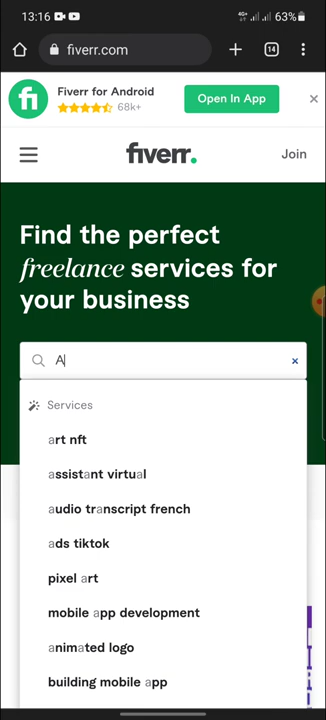 13:16 4G+ 63%
fiverr.com 14
Fiverr for Android
68k+
Open In App
fi
fiverr.
Join
Find the perfect
freelance services for
your business
A
Services
art nft
assistant virtual
audio transcript french
ads tiktok
pixel art
mobile app development
animated logo
building mobile app